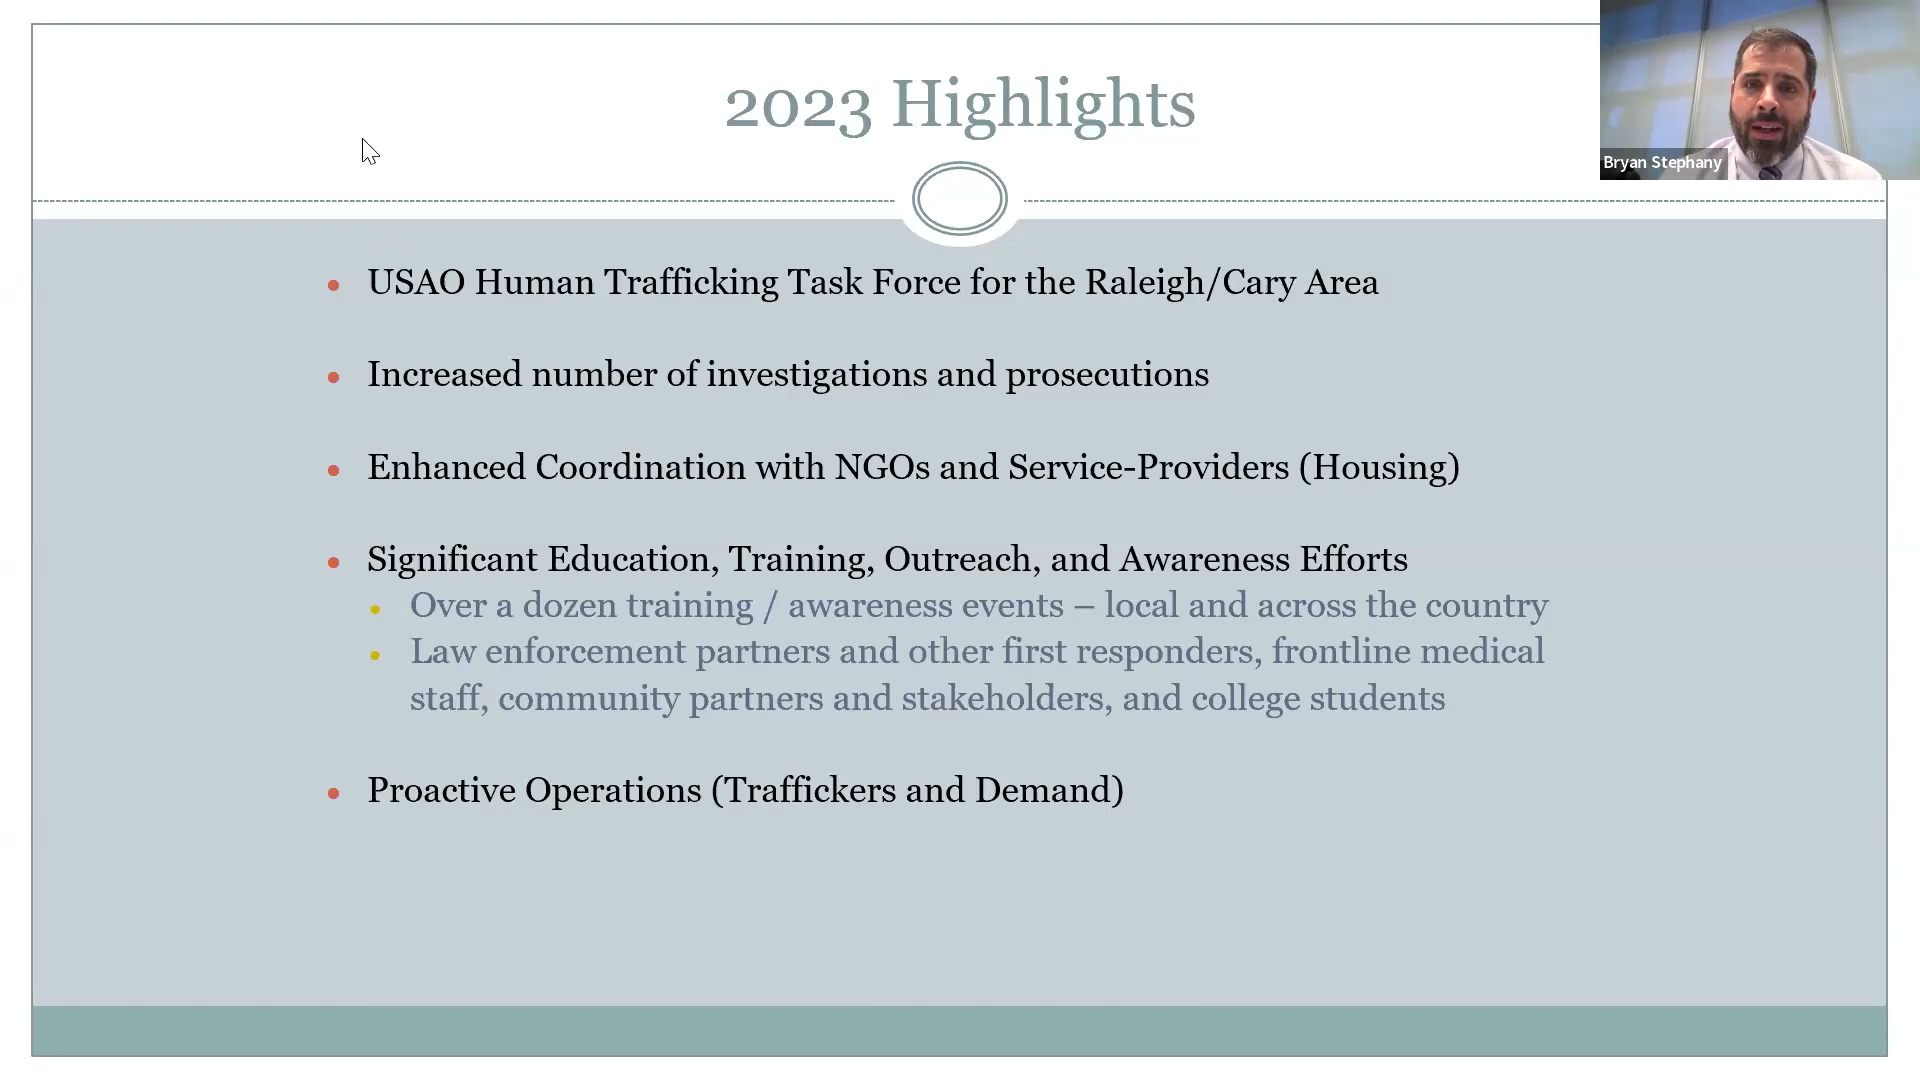 2023 Highlights
Bryan Stephany
USAO Human Trafficking Task Force for the Raleigh/Cary Area
Increased number of investigations and prosecutions
Enhanced Coordination with NGOs and Service-Providers (Housing)
Significant Education, Training, Outreach, and Awareness Efforts
Over a dozen training / awareness events – local and across the country
Law enforcement partners and other first responders, frontline medical
staff, community partners and stakeholders, and college students
Proactive Operations (Traffickers and Demand)